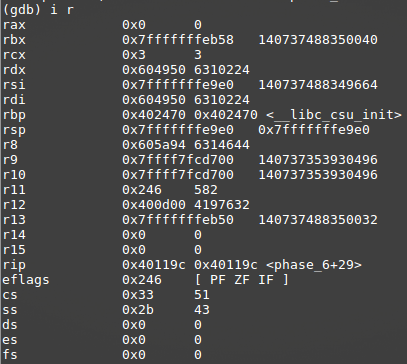 (gdb) i r
rax 0x0 0
rbx 0x7fffffffeb58 140737488350040
rcx 0x3 3
rdx 0x604950 6310224
rsi 0x7fffffffe9e0 140737488349664
rdi 0x604950 6310224
rbp 0x402470 0x402470 <__libc_csu_init>
rsp 0x7fffffffe9e0 0x7fffffffe9e0
r8 0x605a94 6314644
r9 0x7ffff7fcd700 140737353930496
r10 0x7ffff7fcd700 140737353930496
r11 0x246 582
r12 0x400d00 4197632
r13 0x7fffffffeb50 140737488350032
r14 0x0 0
r15 0x0 0
rip 0x40119c 0x40119c <phase_6+29>
eflags 0x246 [ PF ZF IF ]
cs 0x33 51
ss 0x2b 43
ds 0x0 0
es 0x0 0
fs 0x0 0